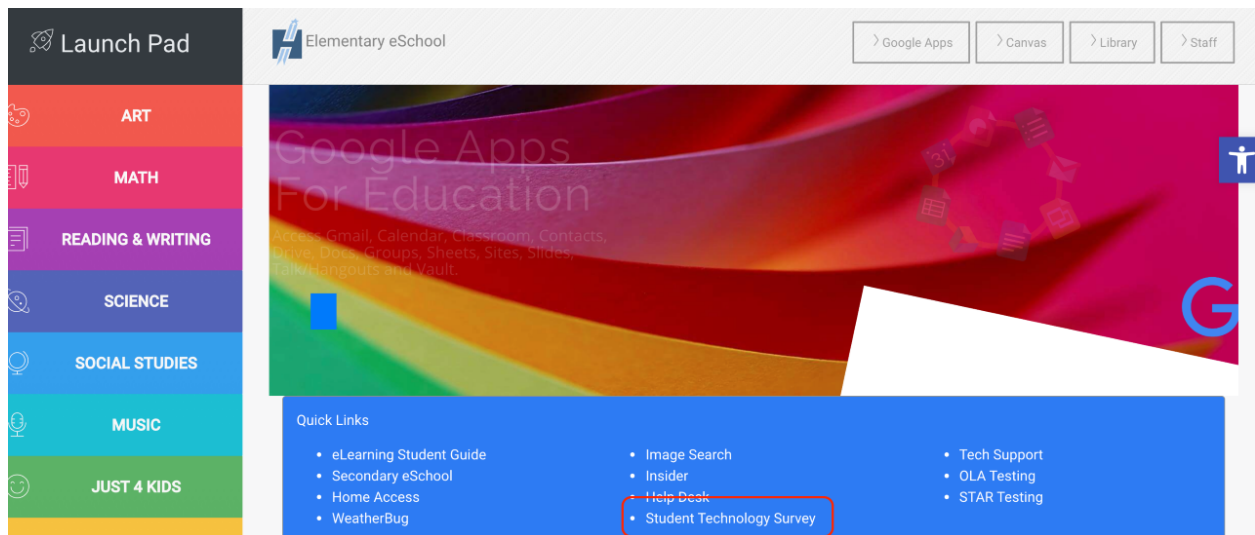 Launch Pad
Elementary eSchool
Google Apps
Canvas
Library
Staff
ART
MATH
READING & WRITING
SCIENCE
SOCIAL STUDIES
MUSIC
JUST 4 KIDS
Google Apps
For Education
Access Gmail, Calendar, Classroom, Contacts,
Drive, Docs, Groups, Sheets, Sites, Slides,
Talk/Hangouts and Vault.
31
G
Quick Links
• eLearning Student Guide
• Secondary eSchool
• Home Access
• WeatherBug
• Image Search
• Insider
• Help Desk
• Student Technology Survey
• Tech Support
• OLA Testing
• STAR Testing